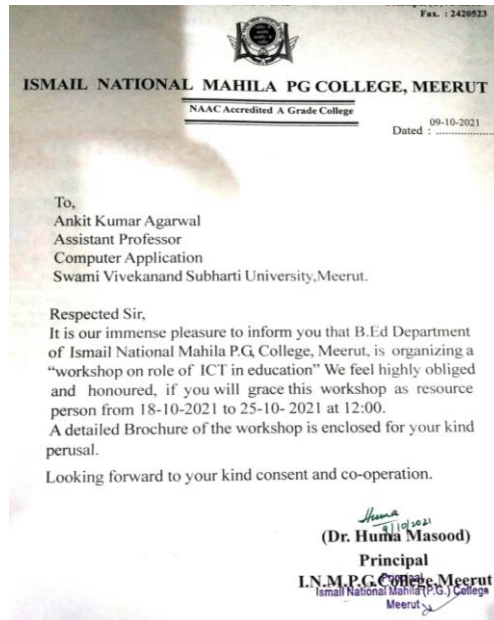 Fax. : 2420523
ISMAIL NATIONAL MAHILA PG COLLEGE, MEERUT
NAAC Accredited A Grade College
09-10-2021
Dated : ..................
To,
Ankit Kumar Agarwal
Assistant Professor
Computer Application
Swami Vivekanand Subharti University,Meerut.
Respected Sir,
It is our immense pleasure to inform you that B.Ed Department
of Ismail National Mahila P.G, College, Meerut, is organizing a
“workshop on role of ICT in education” We feel highly obliged
and honoured, if you will grace this workshop as resource
person from 18-10-2021 to 25-10- 2021 at 12:00.
A detailed Brochure of the workshop is enclosed for your kind
perusal.
Looking forward to your kind consent and co-operation.
Huma
9/10/2021
(Dr. Huma Masood)
Principal
I.N.M.P.G.College,Meerut
Principal
Ismail National Mahila (P.G.) College
Meerut